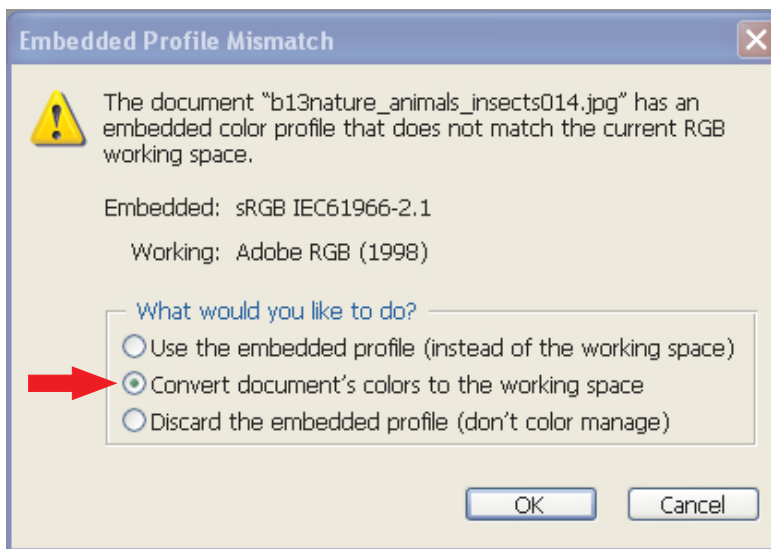 Embedded Profile Mismatch
The document "b13nature_animals_insects014.jpg" has an
embedded color profile that does not match the current RGB
working space.
Embedded: sRGB IEC61966-2.1
Working: Adobe RGB (1998)
What would you like to do?
Use the embedded profile (instead of the working space)
Convert document's colors to the working space
Discard the embedded profile (don't color manage)
OK Cancel